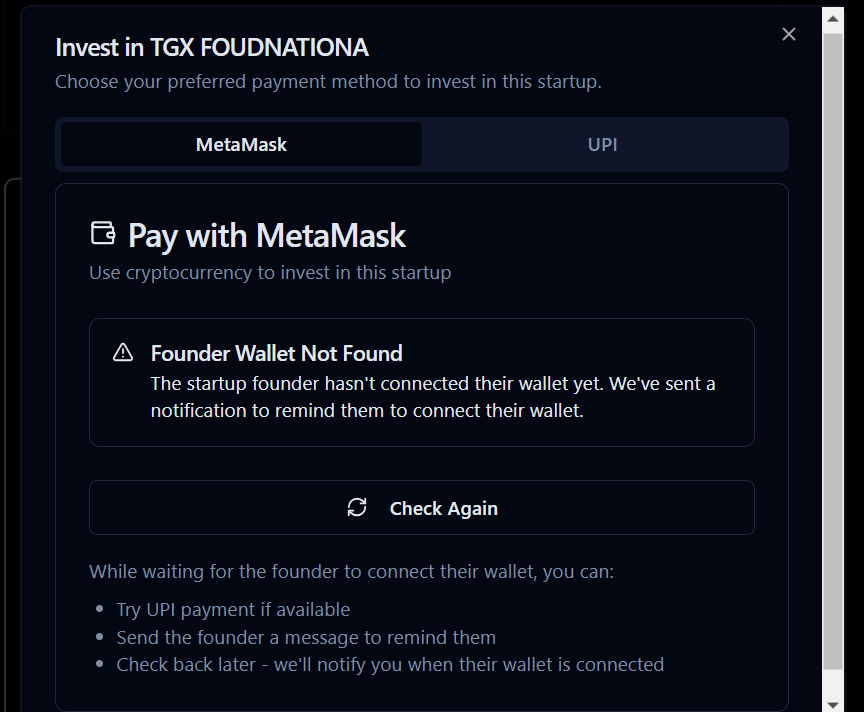 Invest in TGX FOUDNATIONA
Choose your preferred payment method to invest in this startup.
MetaMask
UPI
Pay with MetaMask
Use cryptocurrency to invest in this startup
Founder Wallet Not Found
The startup founder hasn't connected their wallet yet. We've sent a
notification to remind them to connect their wallet.
Check Again
While waiting for the founder to connect their wallet, you can:
• Try UPI payment if available
• Send the founder a message to remind them
• Check back later - we'll notify you when their wallet is connected